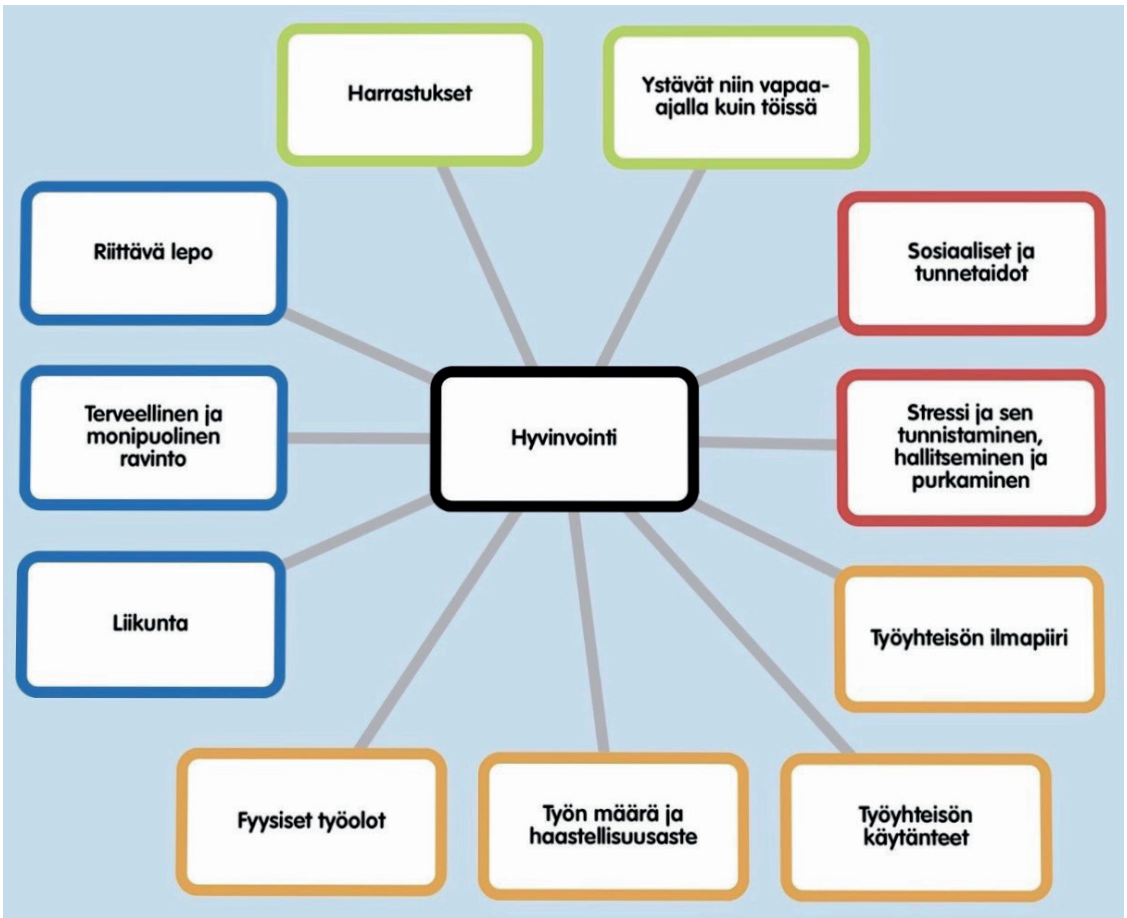 Harrastukset
Ystävät niin vapaa-
ajalla kuin töissä
Riittävä lepo
Sosiaaliset ja
tunnetaidot
Terveellinen ja
monipuolinen
ravinto
Hyvinvointi
Stressi ja sen
tunnistaminen,
hallitseminen ja
purkaminen
Liikunta
Työyhteisön ilmapiiri
Fyysiset työolot
Työn määrä ja
haastellisuusaste
Työyhteisön
käytänteet